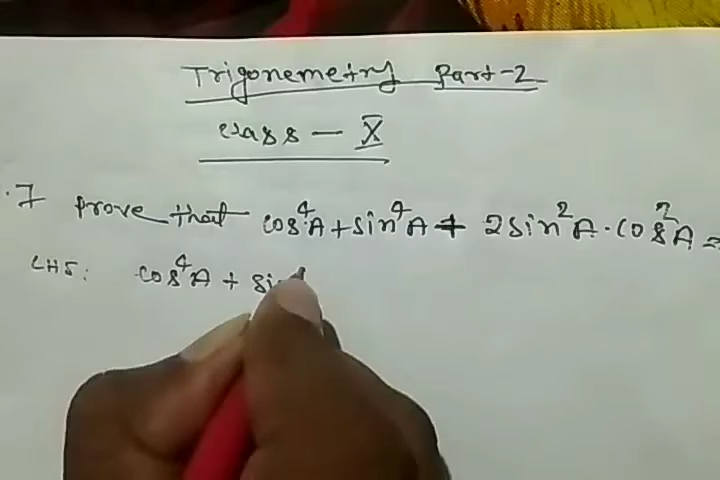 Trigonemetry Part-2
class - X
.7 Prove that cos⁴A + sin⁴A + 2sin²A·cos²A =
LHS: cos⁴A + si